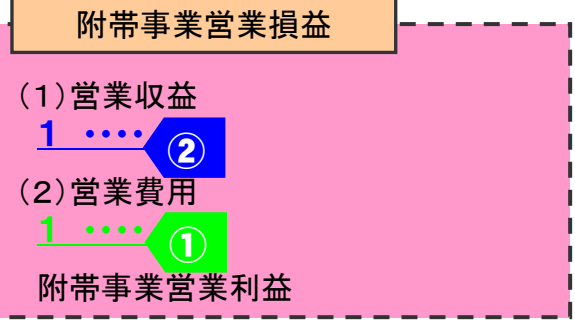 附帯事業営業損益
（１）営業収益
1 ････ ②
（２）営業費用
1 ････ ①
附帯事業営業利益